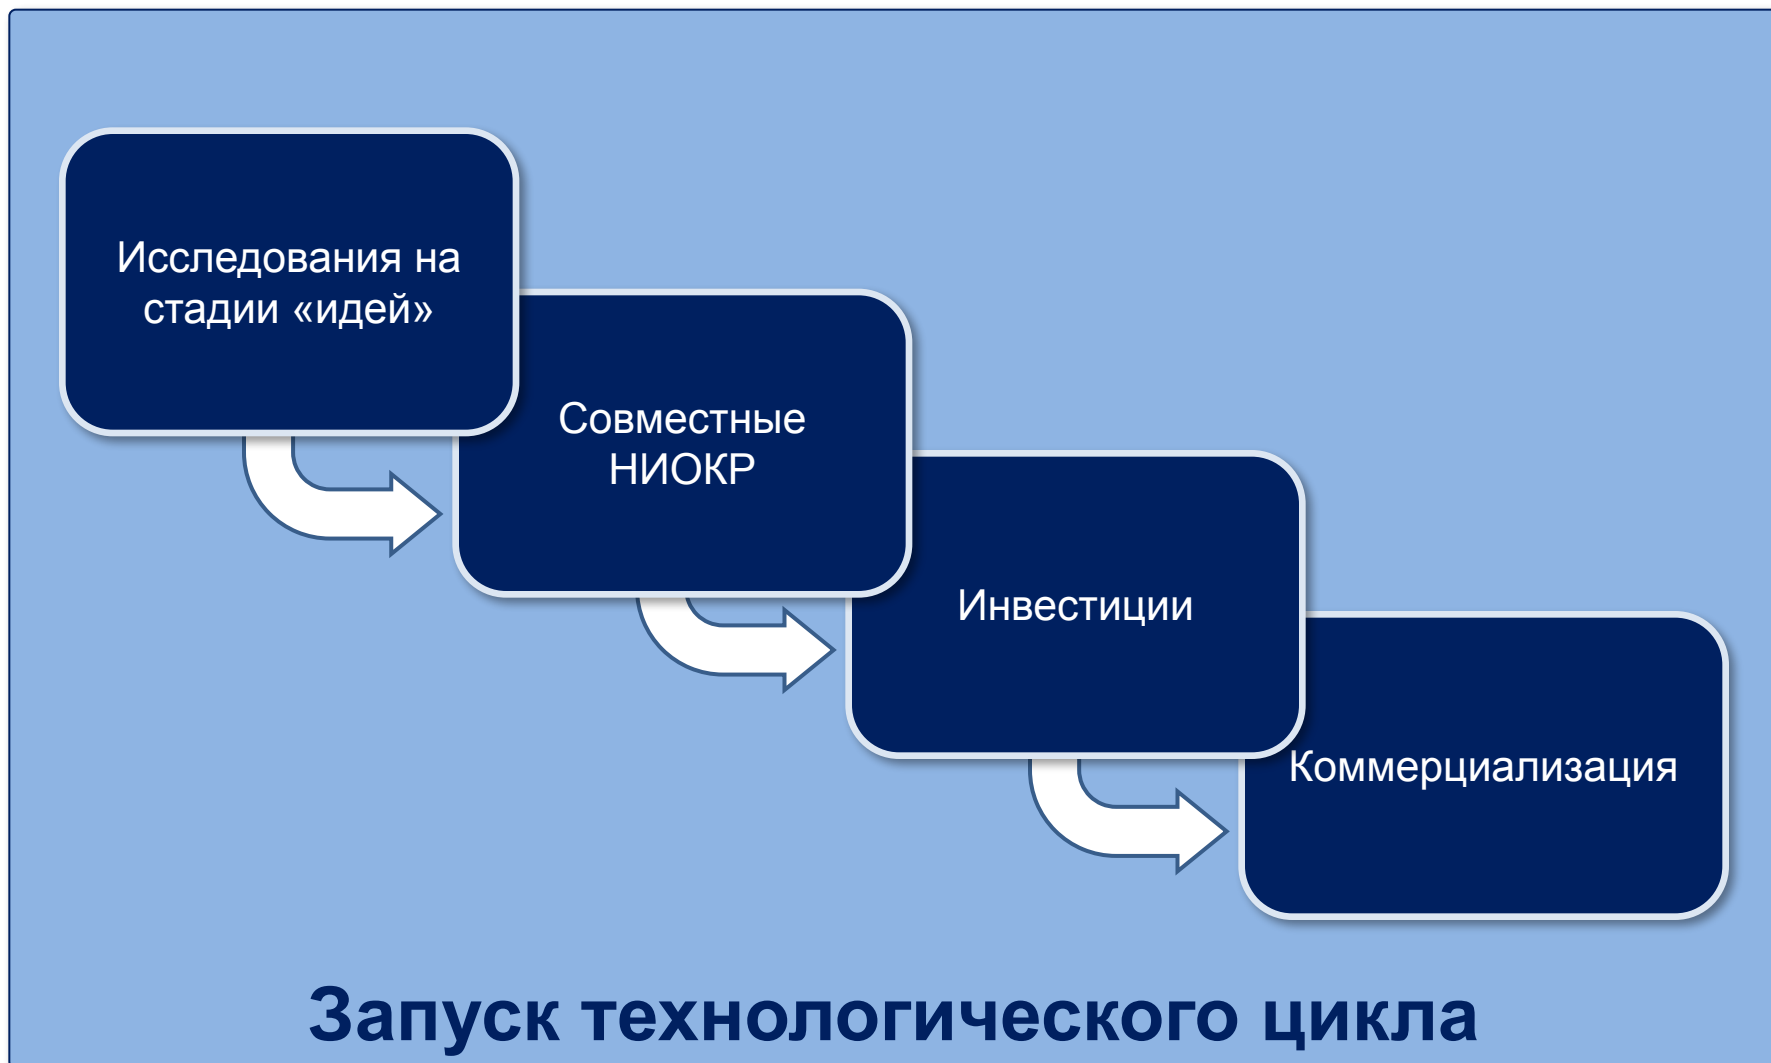 Исследования на
стадии «идей»
Совместные
НИОКР
Инвестиции
Коммерциализация
Запуск технологического цикла